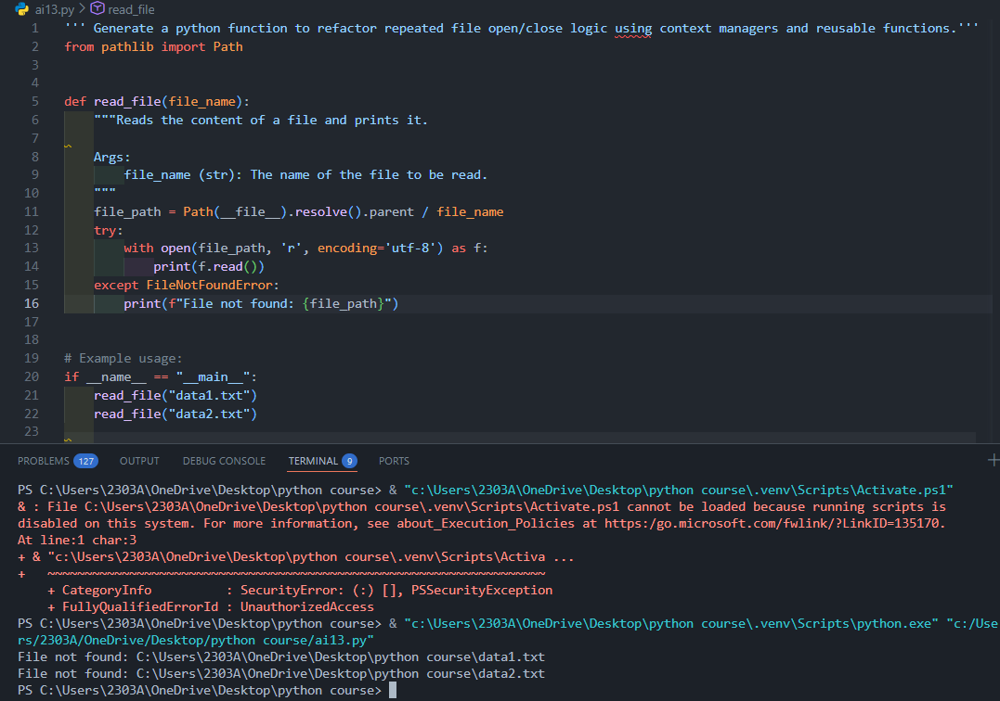 ai13.py > read_file
1 ''' Generate a python function to refactor repeated file open/close logic using context managers and reusable functions.'''
2 from pathlib import Path
3
4
5 def read_file(file_name):
6 """Reads the content of a file and prints it.
7
8 Args:
9 file_name (str): The name of the file to be read.
10 """
11 file_path = Path(__file__).resolve().parent / file_name
12 try:
13 with open(file_path, 'r', encoding='utf-8') as f:
14 print(f.read())
15 except FileNotFoundError:
16 print(f"File not found: {file_path}")
17
18
19 # Example usage:
20 if __name__ == "__main__":
21 read_file("data1.txt")
22 read_file("data2.txt")
23
PROBLEMS 127 OUTPUT DEBUG CONSOLE TERMINAL 9 PORTS
PS C:\Users\2303A\OneDrive\Desktop\python course> & "c:\Users\2303A\OneDrive\Desktop\python course\.venv\Scripts\Activate.ps1"
& : File C:\Users\2303A\OneDrive\Desktop\python course\.venv\Scripts\Activate.ps1 cannot be loaded because running scripts is
disabled on this system. For more information, see about_Execution_Policies at https:/go.microsoft.com/fwlink/?LinkID=135170.
At line:1 char:3
+ & "c:\Users\2303A\OneDrive\Desktop\python course\.venv\Scripts\Activa ...
+   ~~~~~~~~~~~~~~~~~~~~~~~~~~~~~~~~~~~~~~~~~~~~~~~~~~~~~~~~~~~~~~~~~~~
+ CategoryInfo          : SecurityError: (:) [], PSSecurityException
+ FullyQualifiedErrorId : UnauthorizedAccess
PS C:\Users\2303A\OneDrive\Desktop\python course> & "c:\Users\2303A\OneDrive\Desktop\python course\.venv\Scripts\python.exe" "c:/Use
rs/2303A/OneDrive/Desktop/python course/ai13.py"
File not found: C:\Users\2303A\OneDrive\Desktop\python course\data1.txt
File not found: C:\Users\2303A\OneDrive\Desktop\python course\data2.txt
PS C:\Users\2303A\OneDrive\Desktop\python course>